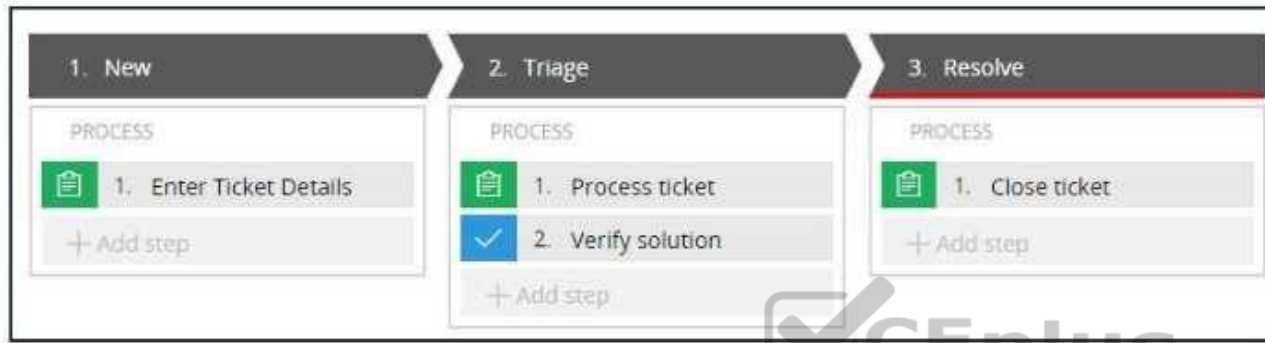 1. New
2. Triage
3. Resolve
PROCESS
1. Enter Ticket Details
+ Add step
PROCESS
1. Process ticket
2. Verify solution
+ Add step
PROCESS
1. Close ticket
+ Add step